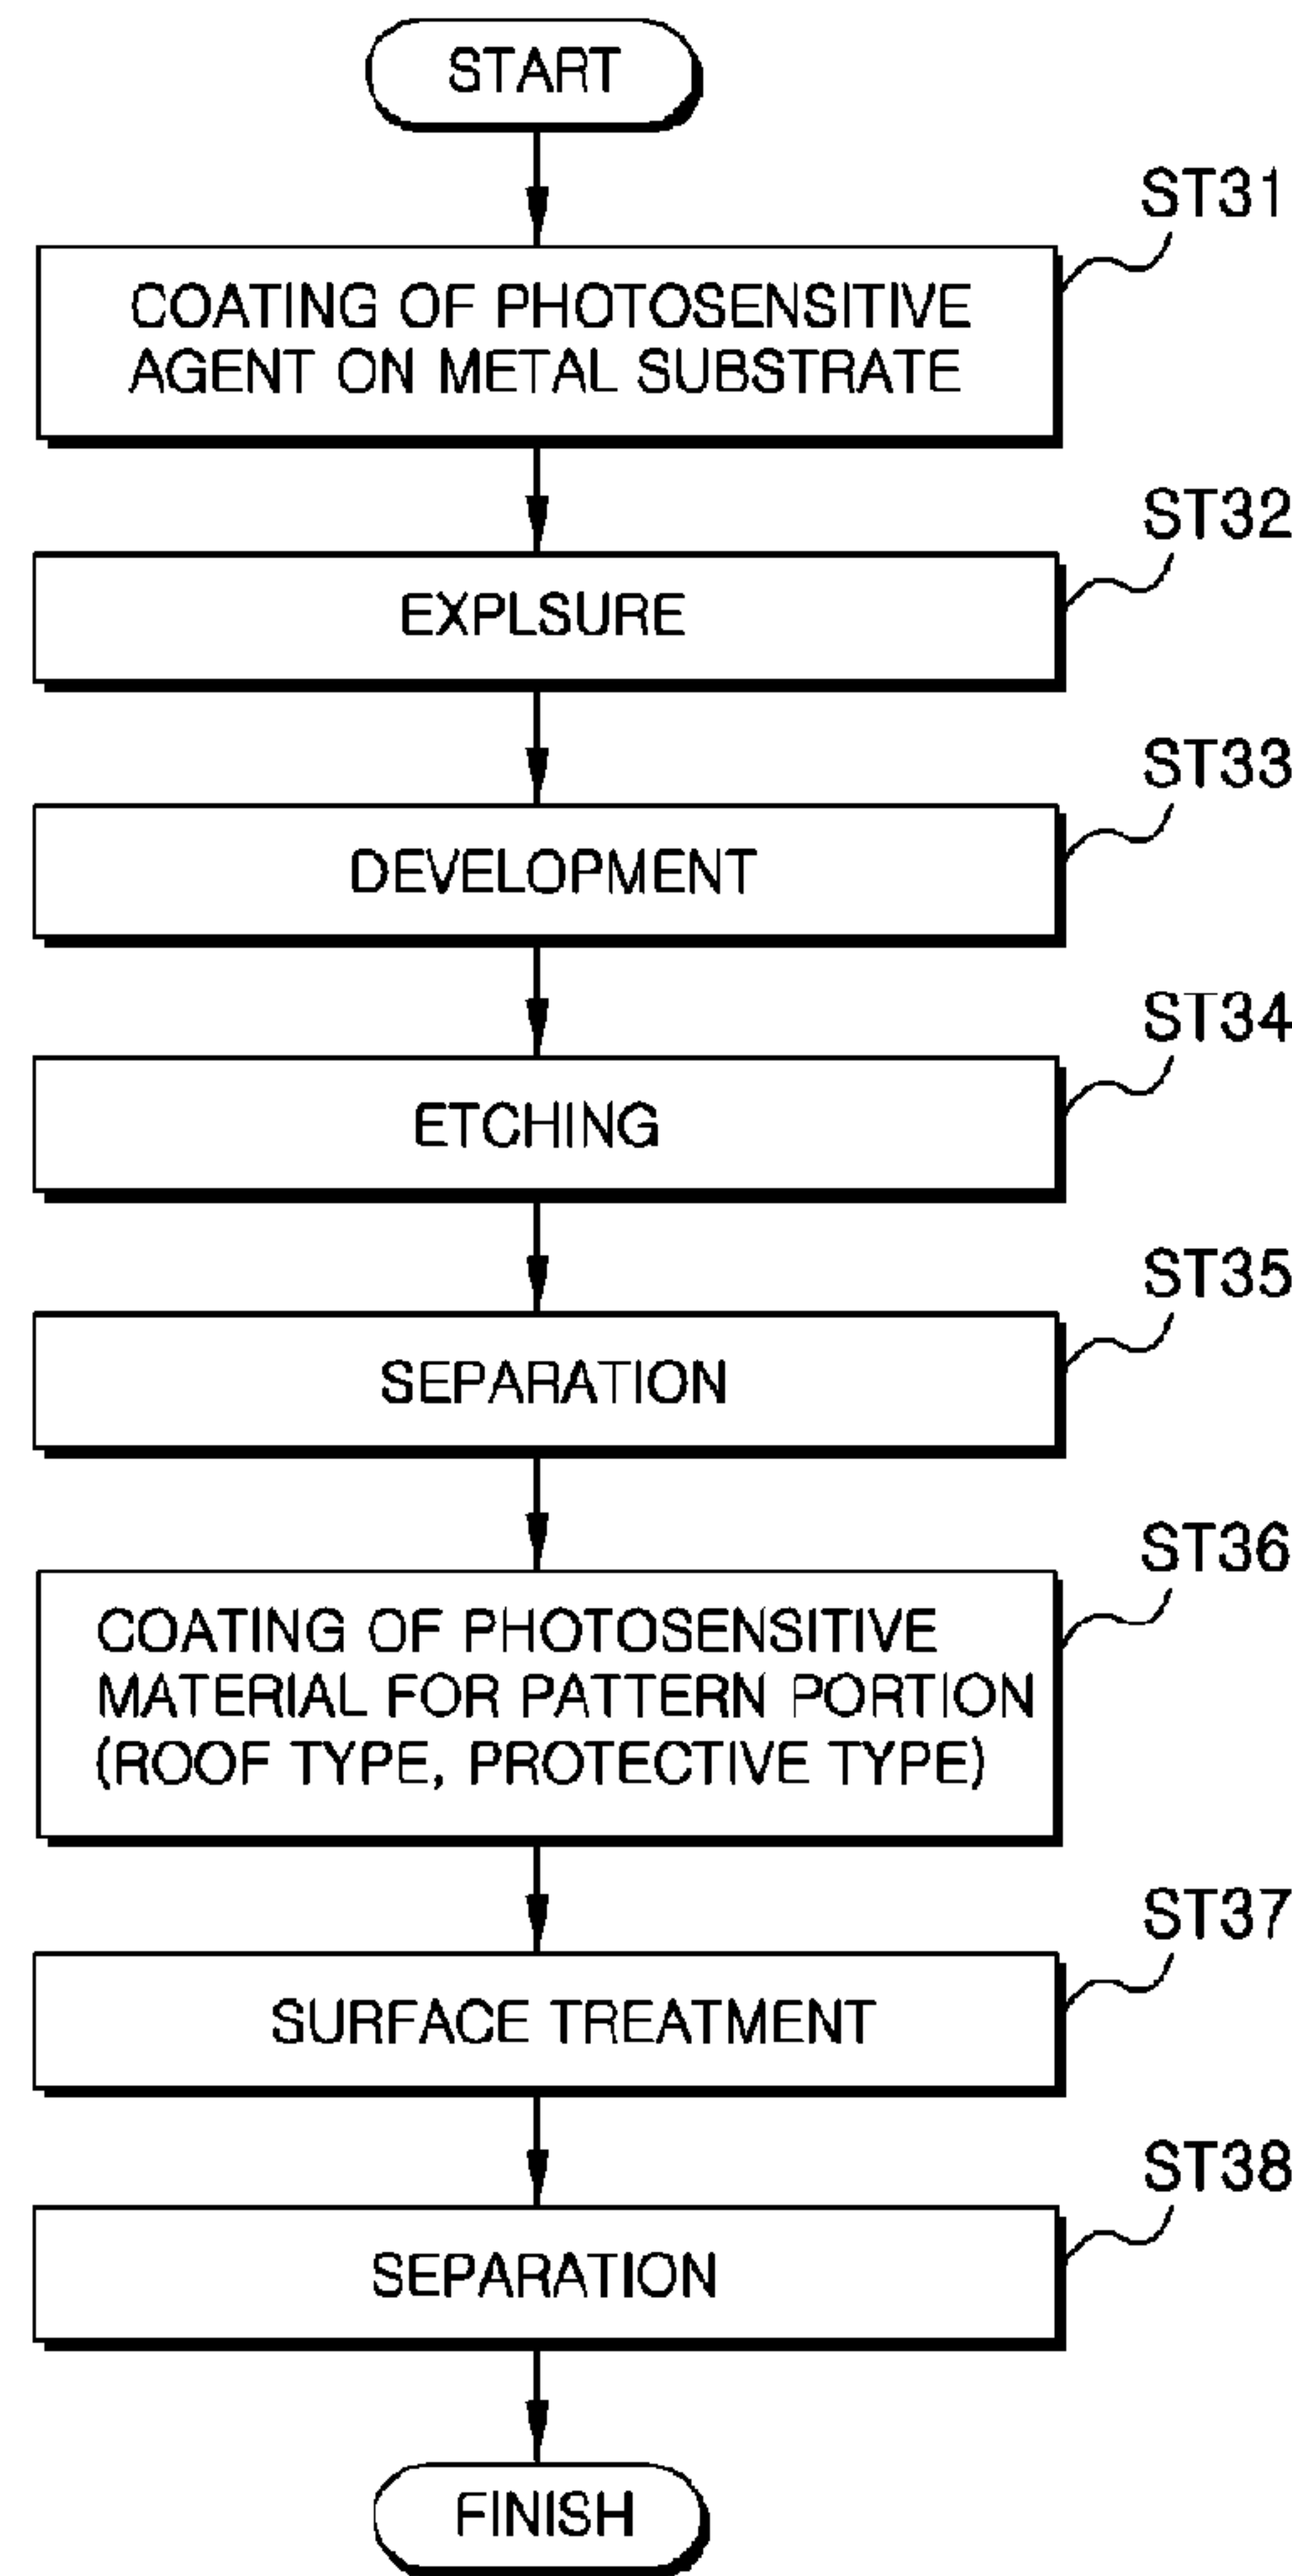 START
ST31
COATING OF PHOTOSENSITIVE
AGENT ON METAL SUBSTRATE
ST32
EXPLSURE
ST33
DEVELOPMENT
ST34
ETCHING
ST35
SEPARATION
ST36
COATING OF PHOTOSENSITIVE
MATERIAL FOR PATTERN PORTION
(ROOF TYPE, PROTECTIVE TYPE)
ST37
SURFACE TREATMENT
ST38
SEPARATION
FINISH